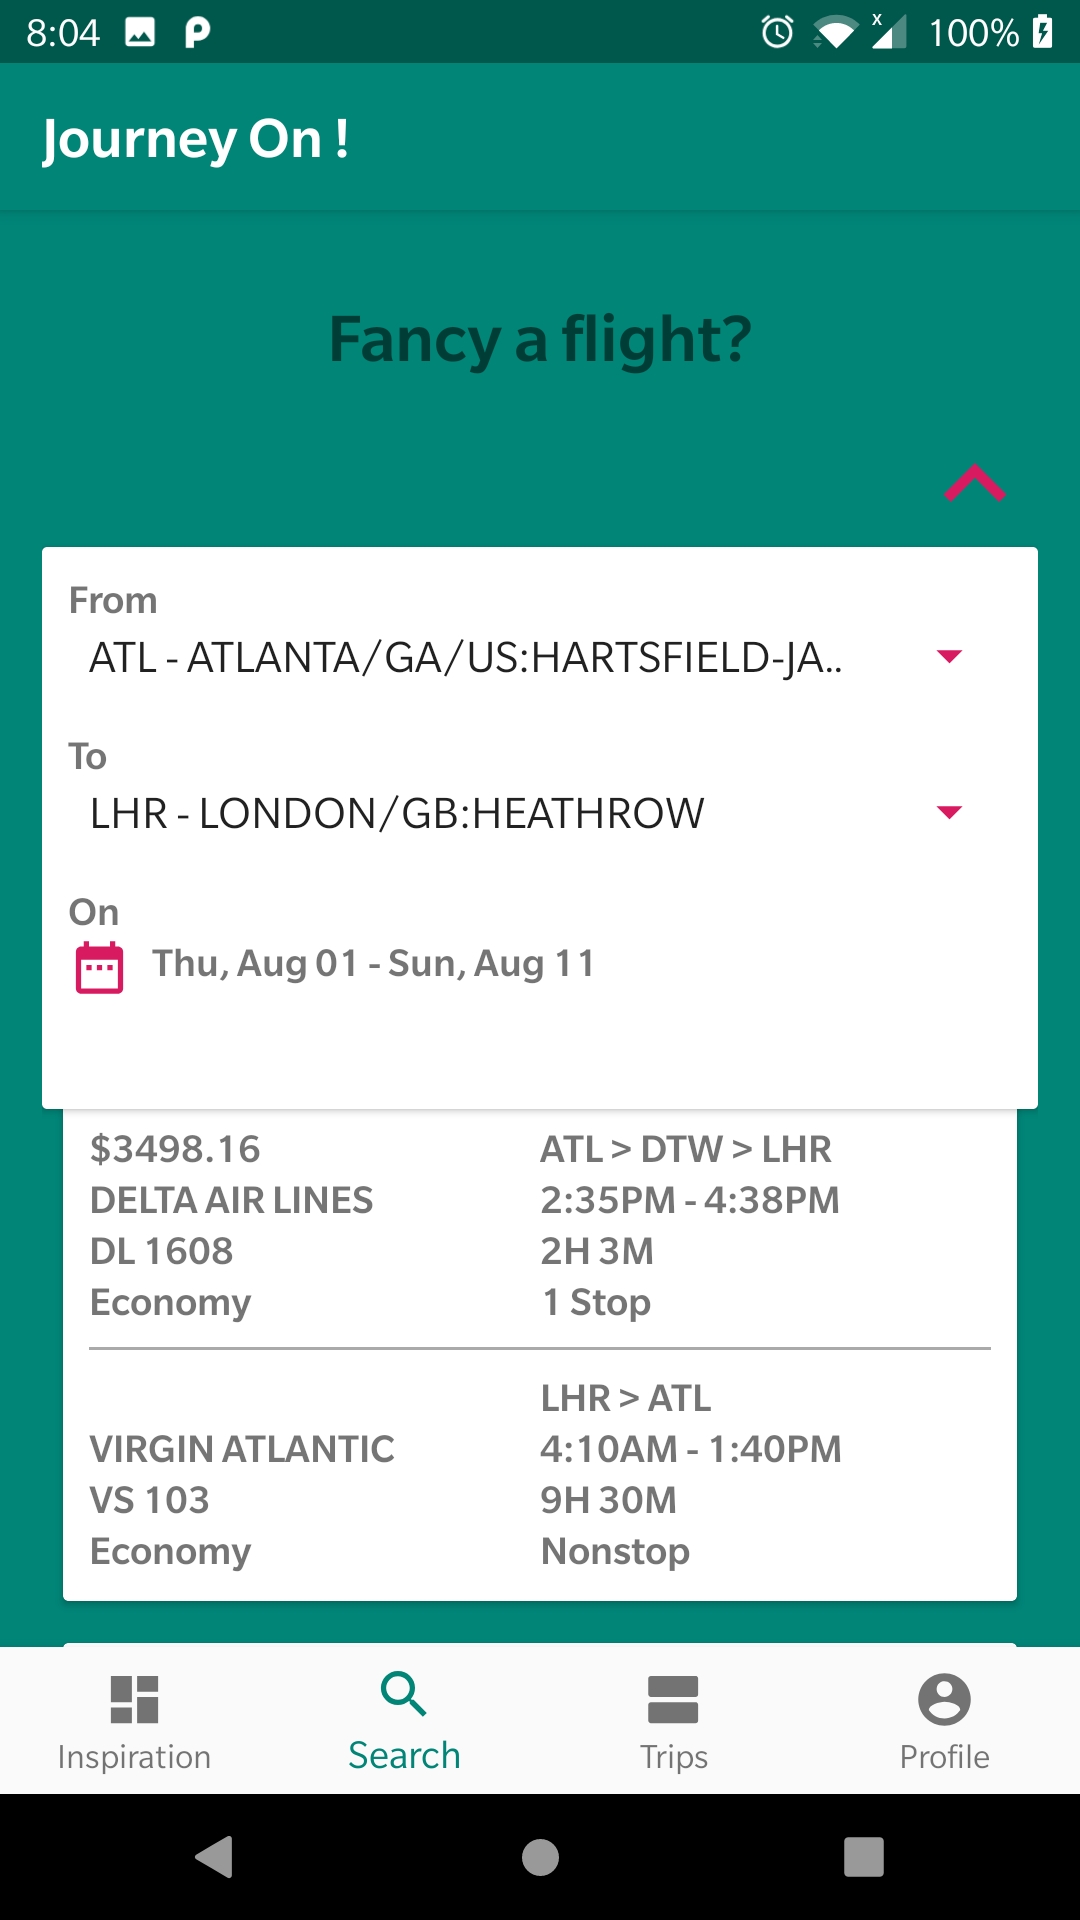 8:04
x
100%
Journey On !
Fancy a flight?
From
ATL - ATLANTA/GA/US:HARTSFIELD-JA..
To
LHR - LONDON/GB:HEATHROW
On
Thu, Aug 01 - Sun, Aug 11
$3498.16
ATL > DTW > LHR
DELTA AIR LINES
2:35PM - 4:38PM
DL 1608
2H 3M
Economy
1 Stop
LHR > ATL
VIRGIN ATLANTIC
4:10AM - 1:40PM
VS 103
9H 30M
Economy
Nonstop
Inspiration
Search
Trips
Profile